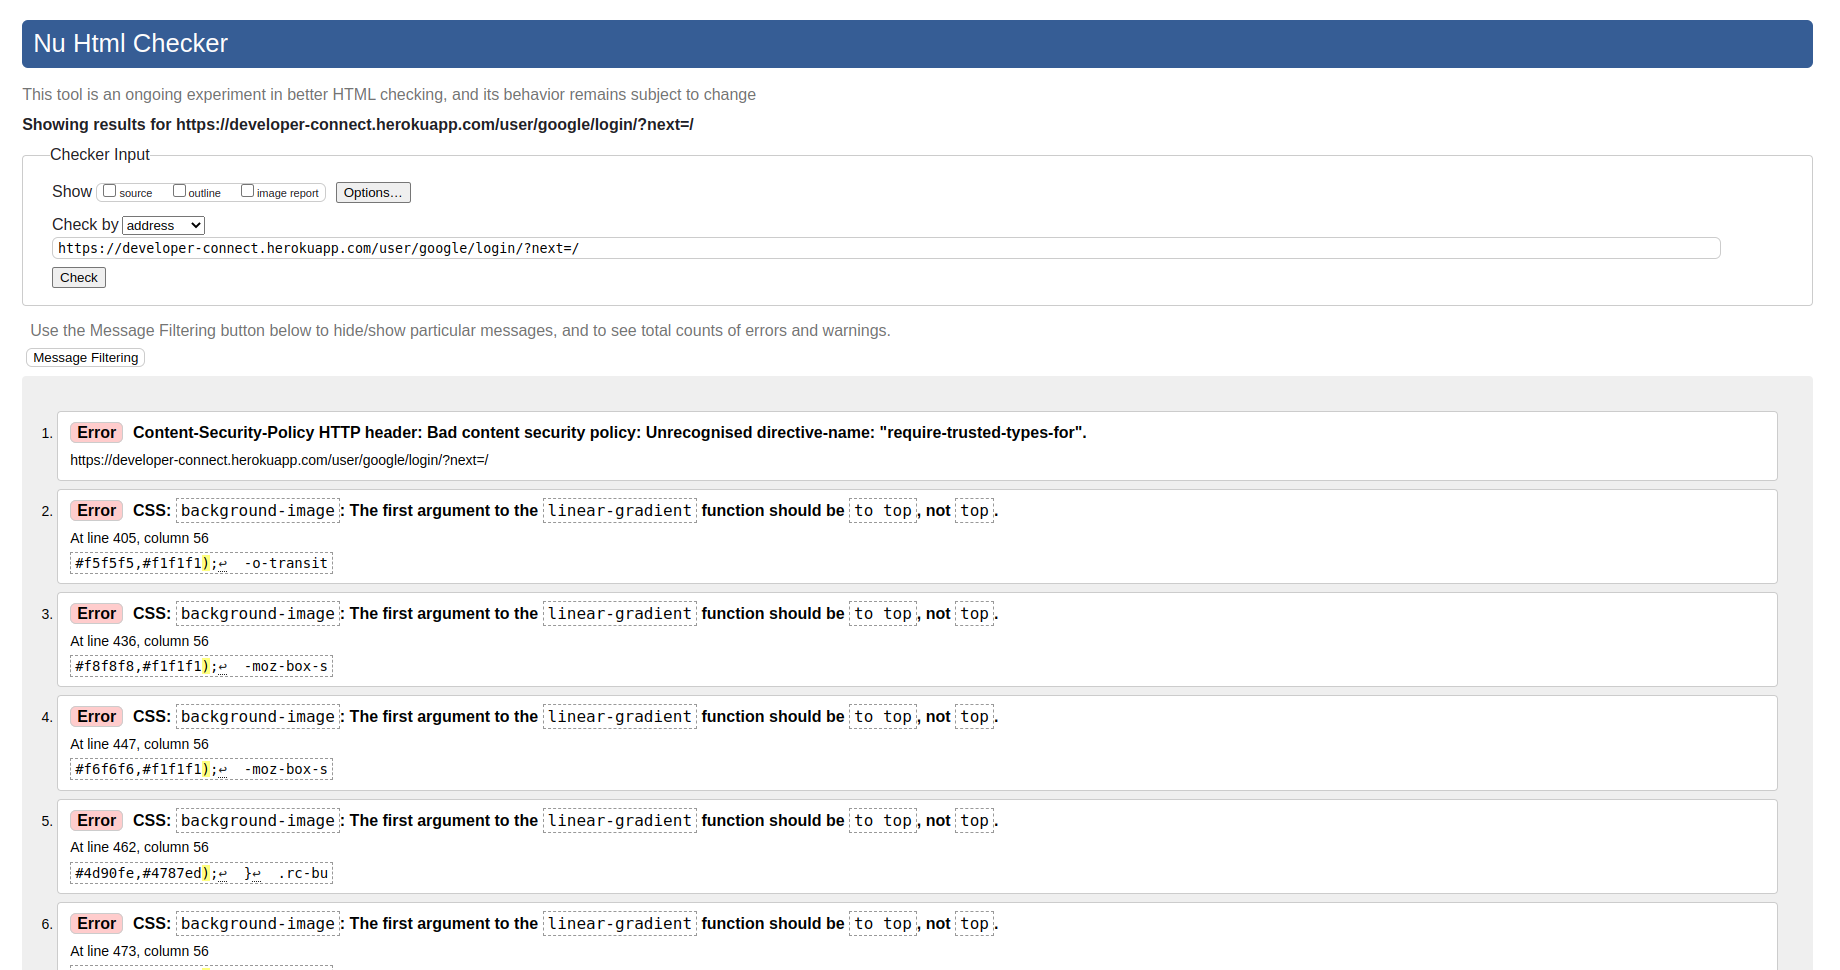 Nu Html Checker
This tool is an ongoing experiment in better HTML checking, and its behavior remains subject to change
Showing results for https://developer-connect.herokuapp.com/user/google/login/?next=/
Checker Input
Show source outline image report Options...
Check by address
https://developer-connect.herokuapp.com/user/google/login/?next=/
Check
Use the Message Filtering button below to hide/show particular messages, and to see total counts of errors and warnings.
Message Filtering
1. Error Content-Security-Policy HTTP header: Bad content security policy: Unrecognised directive-name: "require-trusted-types-for".
https://developer-connect.herokuapp.com/user/google/login/?next=/
2. Error CSS: background-image: The first argument to the linear-gradient function should be to top, not top.
At line 405, column 56
#f5f5f5,#f1f1f1);↩  -o-transit
3. Error CSS: background-image: The first argument to the linear-gradient function should be to top, not top.
At line 436, column 56
#f8f8f8,#f1f1f1);↩  -moz-box-s
4. Error CSS: background-image: The first argument to the linear-gradient function should be to top, not top.
At line 447, column 56
#f6f6f6,#f1f1f1);↩  -moz-box-s
5. Error CSS: background-image: The first argument to the linear-gradient function should be to top, not top.
At line 462, column 56
#4d90fe,#4787ed);↩  }↩  .rc-bu
6. Error CSS: background-image: The first argument to the linear-gradient function should be to top, not top.
At line 473, column 56